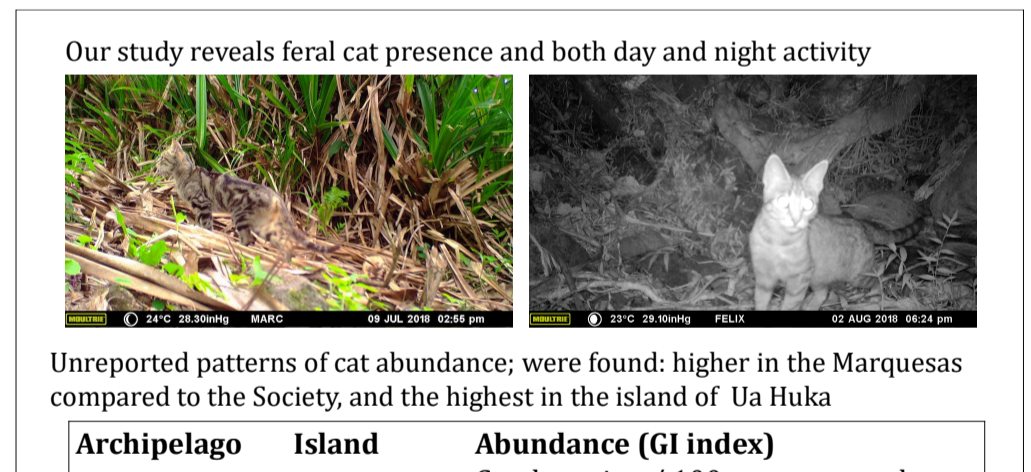 Our study reveals feral cat presence and both day and night activity
MOULTRIE 24°C 28.30inHg MARC 09 JUL 2018 02:55 pm
MOULTRIE 23°C 29.10inHg FELIX 02 AUG 2018 06:24 pm
Unreported patterns of cat abundance; were found: higher in the Marquesas
compared to the Society, and the highest in the island of Ua Huka
Archipelago Island Abundance (GI index)